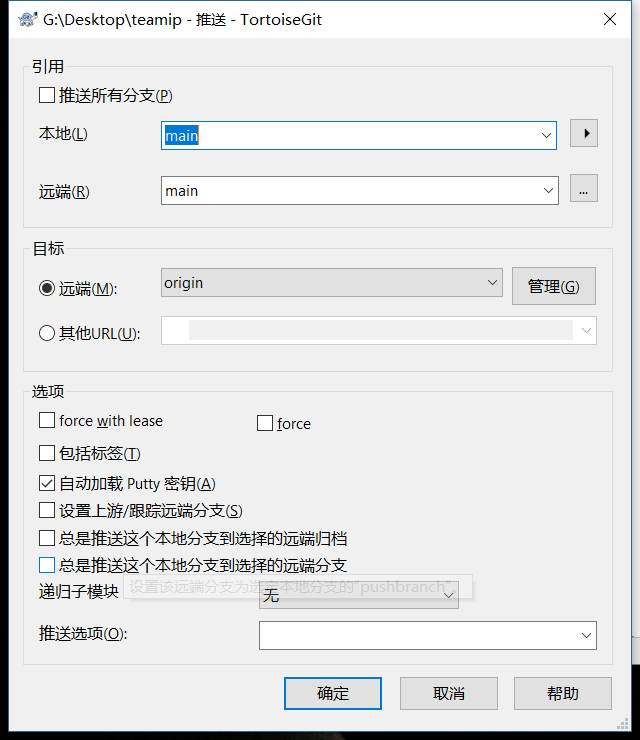 G:\Desktop\teamip - 推送 - TortoiseGit
引用
推送所有分支(P)
本地(L)
main
远端(R)
main
...
目标
远端(M):
origin
管理(G)
其他URL(U):
选项
force with lease
force
包括标签(T)
自动加载 Putty 密钥(A)
设置上游/跟踪远端分支(S)
总是推送这个本地分支到选择的远端归档
总是推送这个本地分支到选择的远端分支
设置该远端分支为选定本地分支的"pushbranch"。
递归子模块
无
推送选项(O):
确定
取消
帮助